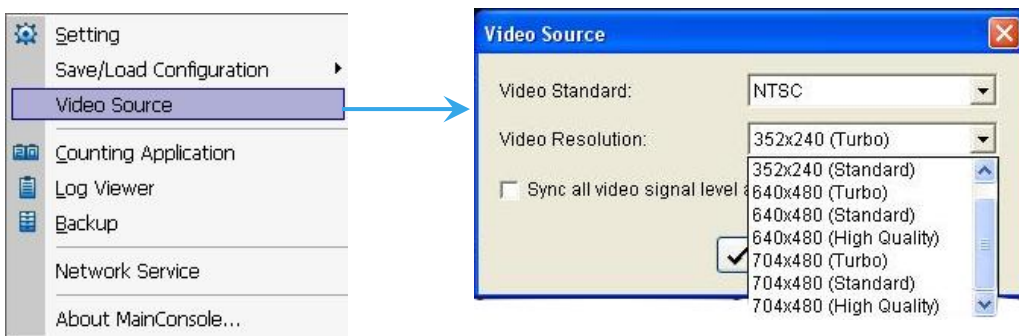 Setting
Save/Load Configuration
Video Source
Counting Application
Log Viewer
Backup
Network Service
About MainConsole...
Video Source
Video Standard:
NTSC
Video Resolution:
352x240 (Turbo)
352x240 (Standard)
Sync all video signal level
640x480 (Turbo)
640x480 (Standard)
640x480 (High Quality)
704x480 (Turbo)
704x480 (Standard)
704x480 (High Quality)